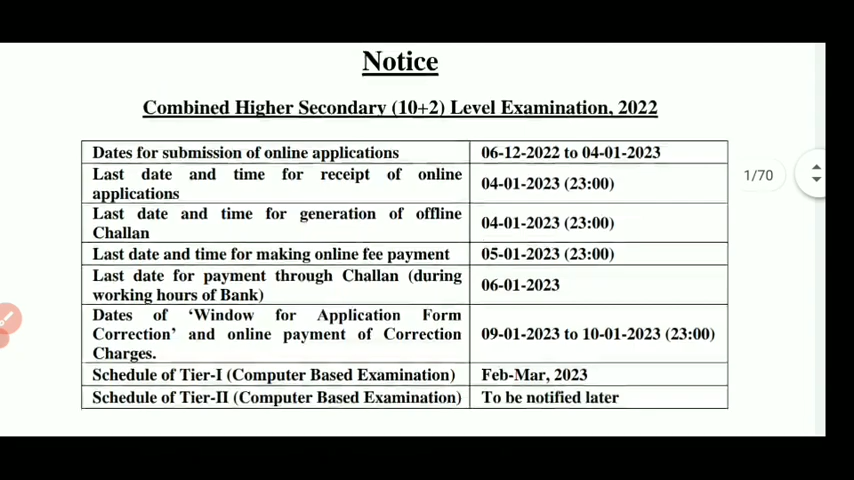 Notice
Combined Higher Secondary (10+2) Level Examination, 2022
Dates for submission of online applications 06-12-2022 to 04-01-2023
Last date and time for receipt of online
applications 04-01-2023 (23:00)
Last date and time for generation of offline
Challan 04-01-2023 (23:00)
Last date and time for making online fee payment 05-01-2023 (23:00)
Last date for payment through Challan (during
working hours of Bank) 06-01-2023
Dates of ‘Window for Application Form
Correction’ and online payment of Correction
Charges. 09-01-2023 to 10-01-2023 (23:00)
Schedule of Tier-I (Computer Based Examination) Feb-Mar, 2023
Schedule of Tier-II (Computer Based Examination) To be notified later
1/70